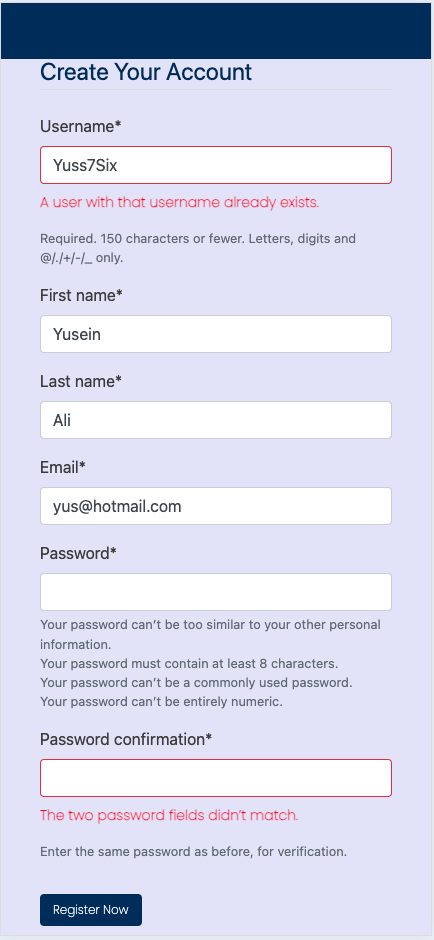 Create Your Account
Username*
Yuss7Six
A user with that username already exists.
Required. 150 characters or fewer. Letters, digits and
@/./+/-/_ only.
First name*
Yusein
Last name*
Ali
Email*
yus@hotmail.com
Password*
Your password can’t be too similar to your other personal
information.
Your password must contain at least 8 characters.
Your password can’t be a commonly used password.
Your password can’t be entirely numeric.
Password confirmation*
The two password fields didn’t match.
Enter the same password as before, for verification.
Register Now